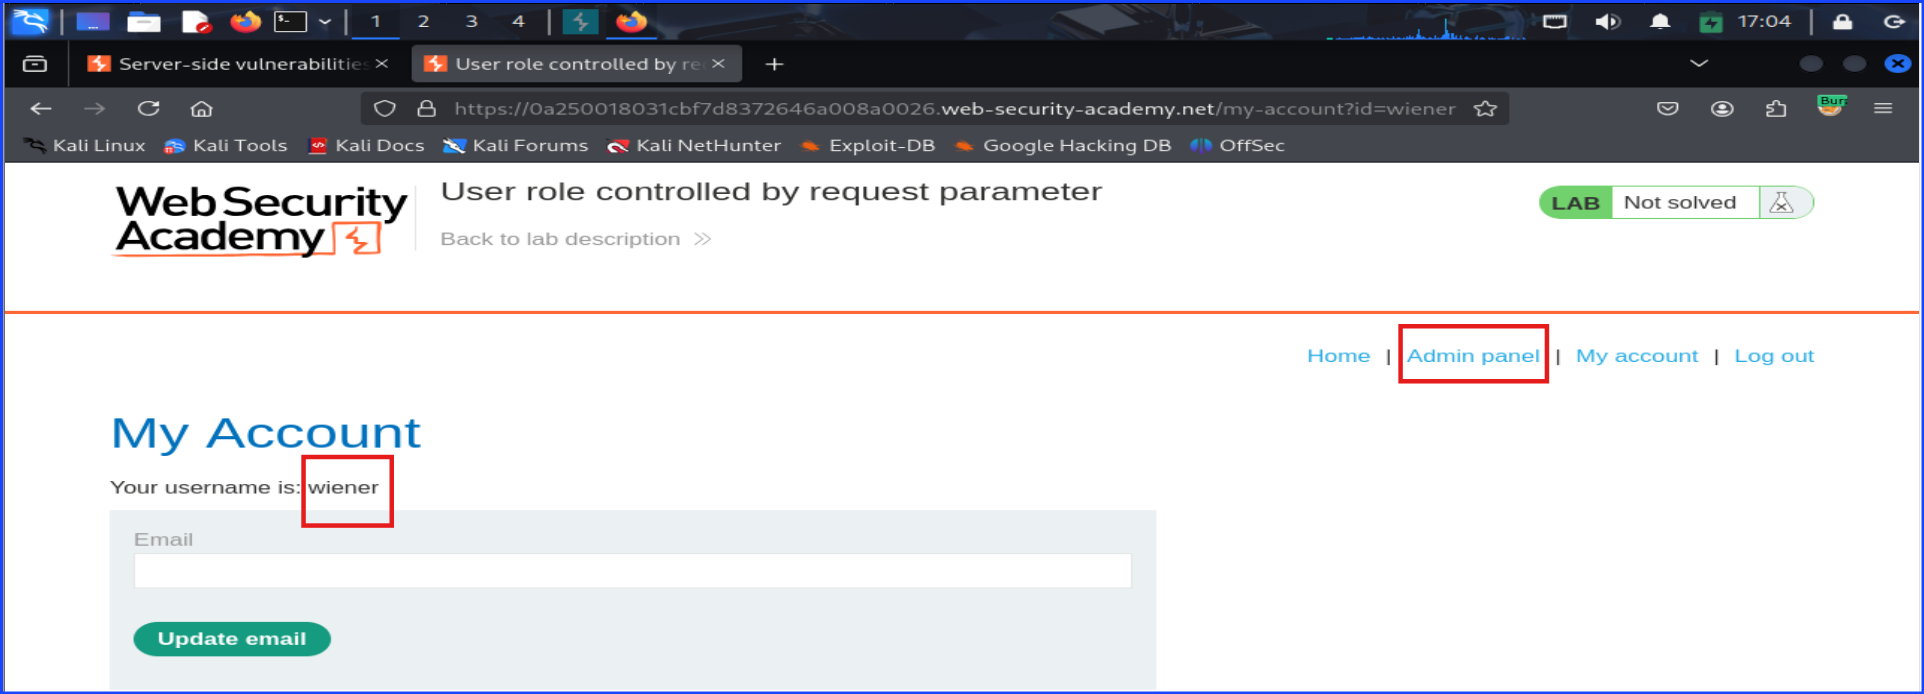 1 2 3 4 17:04
Server-side vulnerabilities User role controlled by re
https://0a250018031cbf7d8372646a008a0026.web-security-academy.net/my-account?id=wiener
Burp
Kali Linux Kali Tools Kali Docs Kali Forums Kali NetHunter Exploit-DB Google Hacking DB OffSec
Web Security
Academy
User role controlled by request parameter
Back to lab description
LAB Not solved
Home | Admin panel | My account | Log out
My Account
Your username is: wiener
Email
Update email